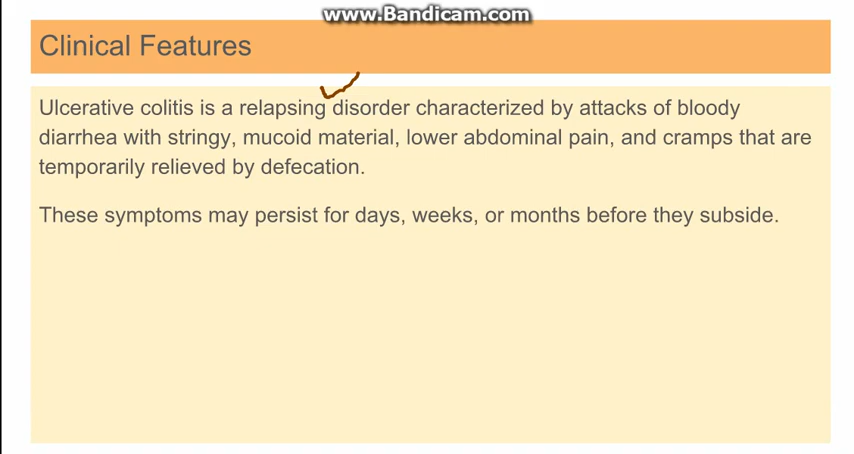 www.Bandicam.com
Clinical Features
Ulcerative colitis is a relapsing disorder characterized by attacks of bloody
diarrhea with stringy, mucoid material, lower abdominal pain, and cramps that are
temporarily relieved by defecation.
These symptoms may persist for days, weeks, or months before they subside.